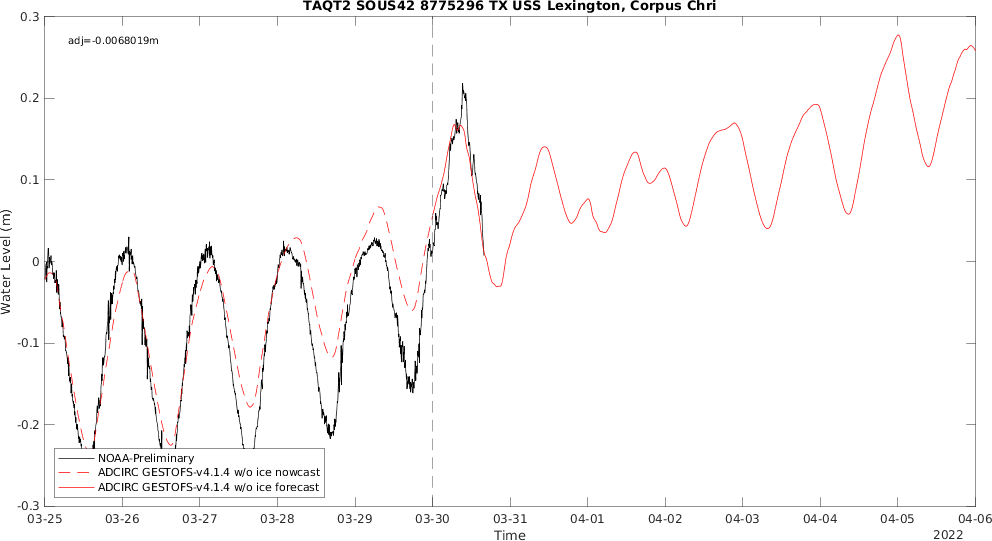 TAQT2 SOUS42 8775296 TX USS Lexington, Corpus Chri
adj=-0.0068019m
0.3
0.2
0.1
0
-0.1
-0.2
-0.3
Water Level (m)
NOAA-Preliminary
ADCIRC GESTOFS-v4.1.4 w/o ice nowcast
ADCIRC GESTOFS-v4.1.4 w/o ice forecast
03-25 03-26 03-27 03-28 03-29 03-30 03-31 04-01 04-02 04-03 04-04 04-05 04-06
Time
2022